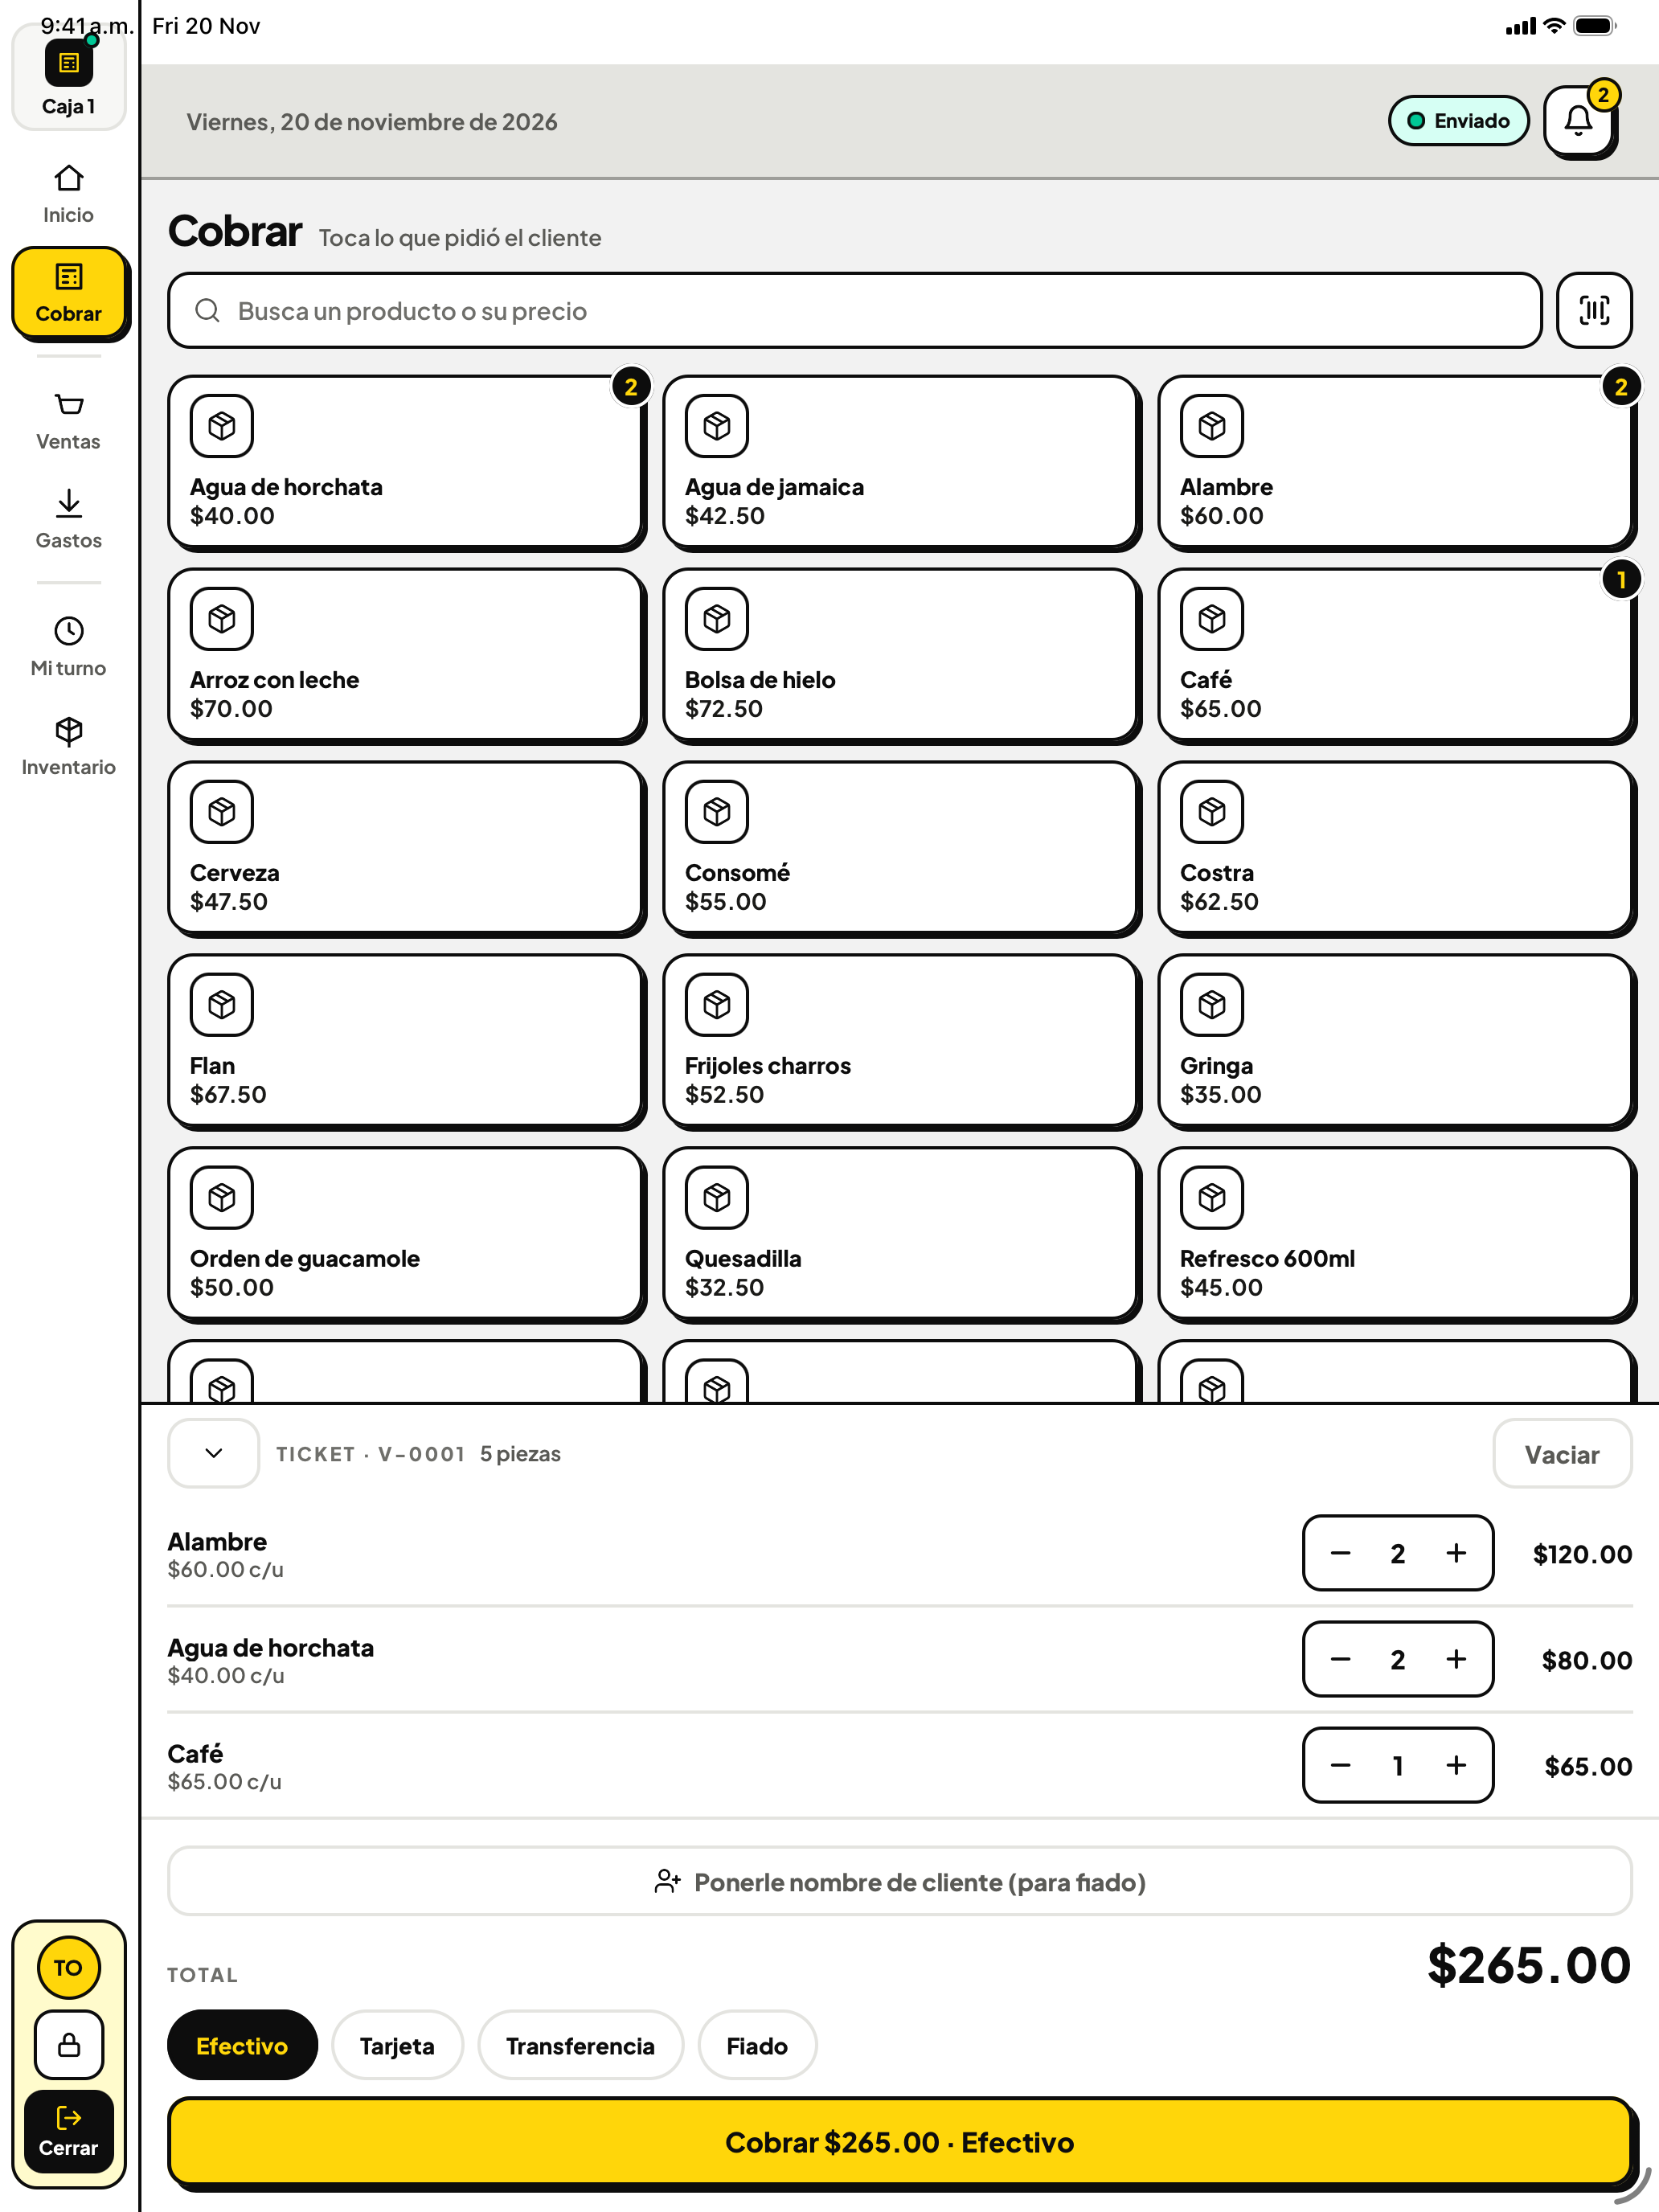 9:41 a.m. Fri 20 Nov
Caja 1
Inicio
Cobrar
Ventas
Gastos
Mi turno
Inventario
TO
Cerrar
Viernes, 20 de noviembre de 2026
Enviado
2
Cobrar Toca lo que pidió el cliente
Busca un producto o su precio
2
Agua de horchata
$40.00
Agua de jamaica
$42.50
2
Alambre
$60.00
Arroz con leche
$70.00
Bolsa de hielo
$72.50
1
Café
$65.00
Cerveza
$47.50
Consomé
$55.00
Costra
$62.50
Flan
$67.50
Frijoles charros
$52.50
Gringa
$35.00
Orden de guacamole
$50.00
Quesadilla
$32.50
Refresco 600ml
$45.00
TICKET · V-0001 5 piezas
Vaciar
Alambre
$60.00 c/u
− 2 + $120.00
Agua de horchata
$40.00 c/u
− 2 + $80.00
Café
$65.00 c/u
− 1 + $65.00
Ponerle nombre de cliente (para fiado)
TOTAL $265.00
Efectivo Tarjeta Transferencia Fiado
Cobrar $265.00 · Efectivo